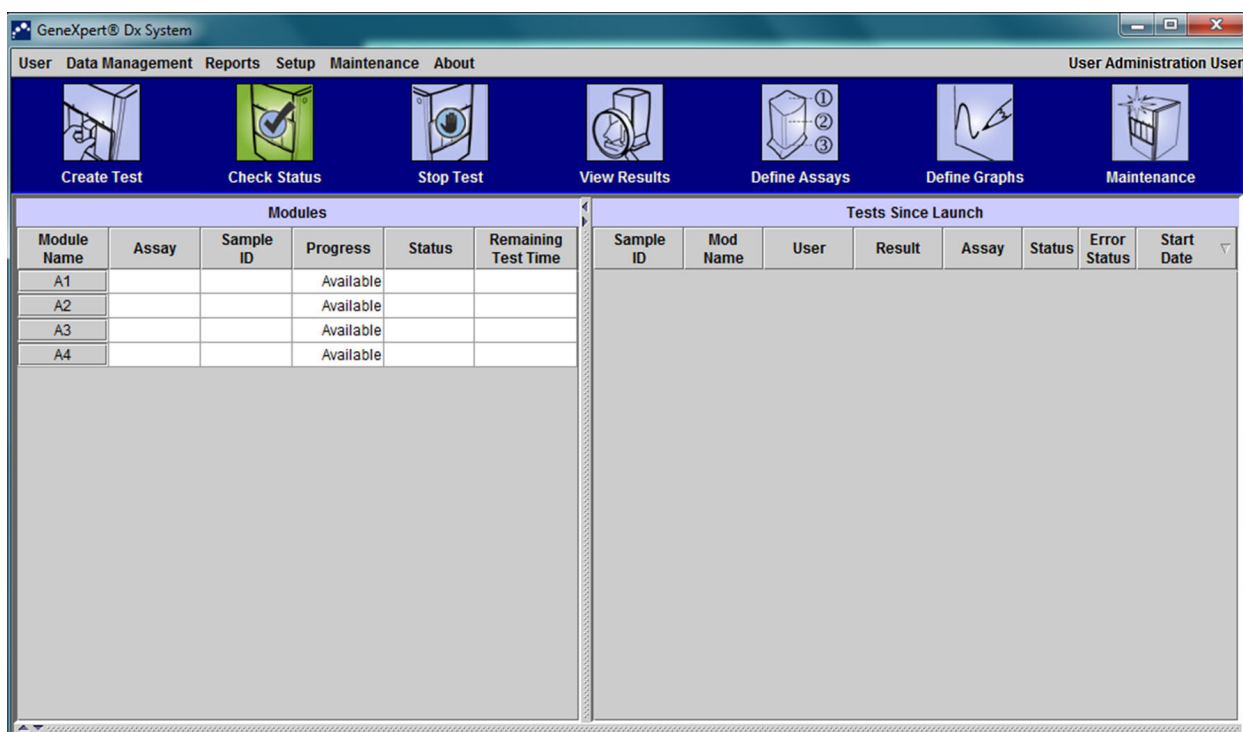 GeneXpert® Dx System
User Data Management Reports Setup Maintenance About User Administration User
① ② ③
Create Test Check Status Stop Test View Results Define Assays Define Graphs Maintenance
Modules
Module Name Assay Sample ID Progress Status Remaining Test Time
A1 Available
A2 Available
A3 Available
A4 Available
Tests Since Launch
Sample ID Mod Name User Result Assay Status Error Status Start Date